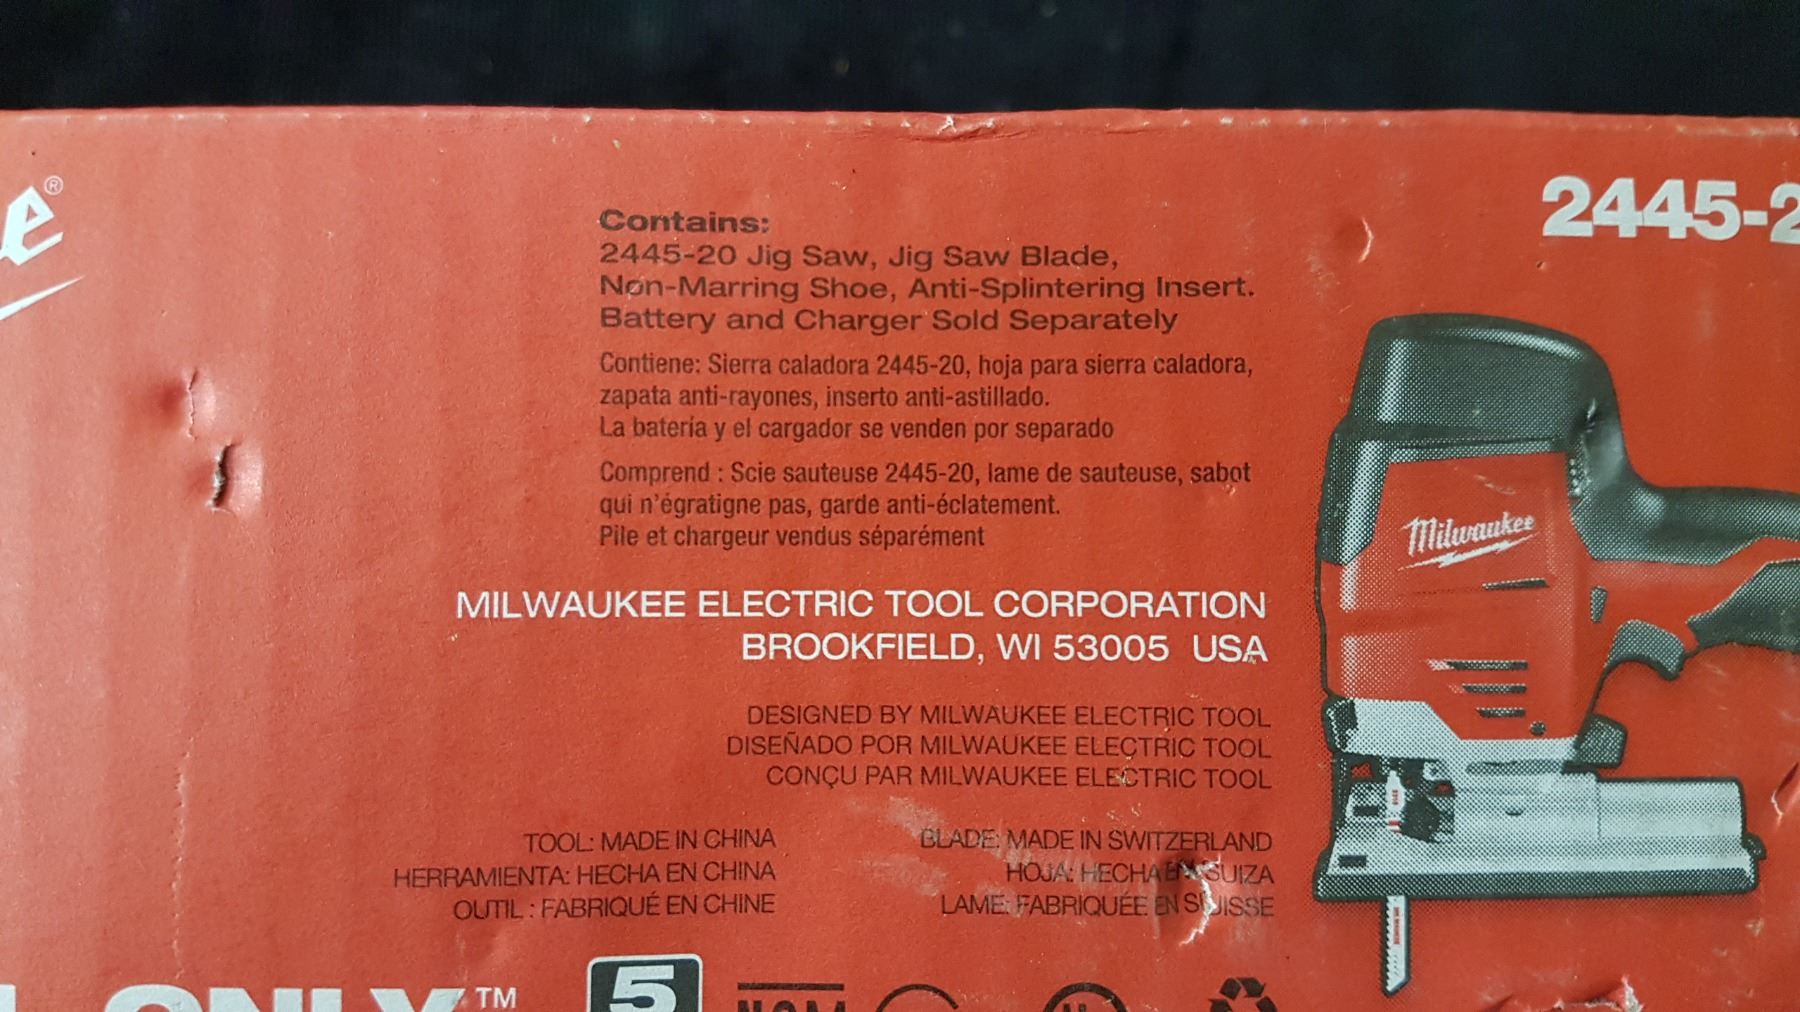 e®
2445-2
Contains:
2445-20 Jig Saw, Jig Saw Blade,
Non-Marring Shoe, Anti-Splintering Insert.
Battery and Charger Sold Separately
Contiene: Sierra caladora 2445-20, hoja para sierra caladora,
zapata anti-rayones, inserto anti-astillado.
La batería y el cargador se venden por separado
Comprend : Scie sauteuse 2445-20, lame de sauteuse, sabot
qui n'égratigne pas, garde anti-éclatement.
Pile et chargeur vendus séparément
Milwaukee
MILWAUKEE ELECTRIC TOOL CORPORATION
BROOKFIELD, WI 53005 USA
DESIGNED BY MILWAUKEE ELECTRIC TOOL
DISEÑADO POR MILWAUKEE ELECTRIC TOOL
CONÇU PAR MILWAUKEE ELECTRIC TOOL
TOOL: MADE IN CHINA
HERRAMIENTA: HECHA EN CHINA
OUTIL : FABRIQUÉ EN CHINE
BLADE: MADE IN SWITZERLAND
HOJA: HECHA EN SUIZA
LAME: FABRIQUÉE EN SUISSE
ONLY™
5